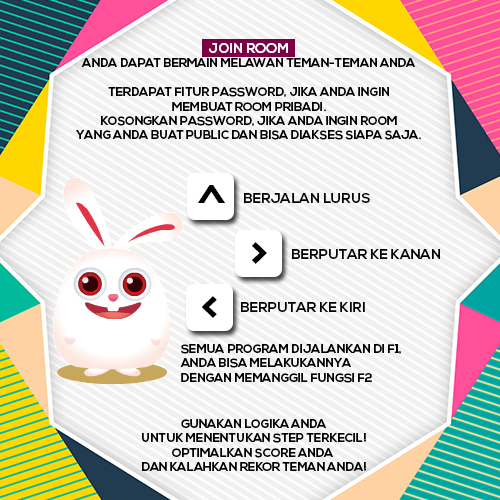 JOIN ROOM
ANDA DAPAT BERMAIN MELAWAN TEMAN-TEMAN ANDA
TERDAPAT FITUR PASSWORD, JIKA ANDA INGIN
MEMBUAT ROOM PRIBADI.
KOSONGKAN PASSWORD, JIKA ANDA INGIN ROOM
YANG ANDA BUAT PUBLIC DAN BISA DIAKSES SIAPA SAJA.
BERJALAN LURUS
BERPUTAR KE KANAN
BERPUTAR KE KIRI
SEMUA PROGRAM DIJALANKAN DI F1,
ANDA BISA MELAKUKANNYA
DENGAN MEMANGGIL FUNGSI F2
GUNAKAN LOGIKA ANDA
UNTUK MENENTUKAN STEP TERKECIL!
OPTIMALKAN SCORE ANDA
DAN KALAHKAN REKOR TEMAN ANDA!